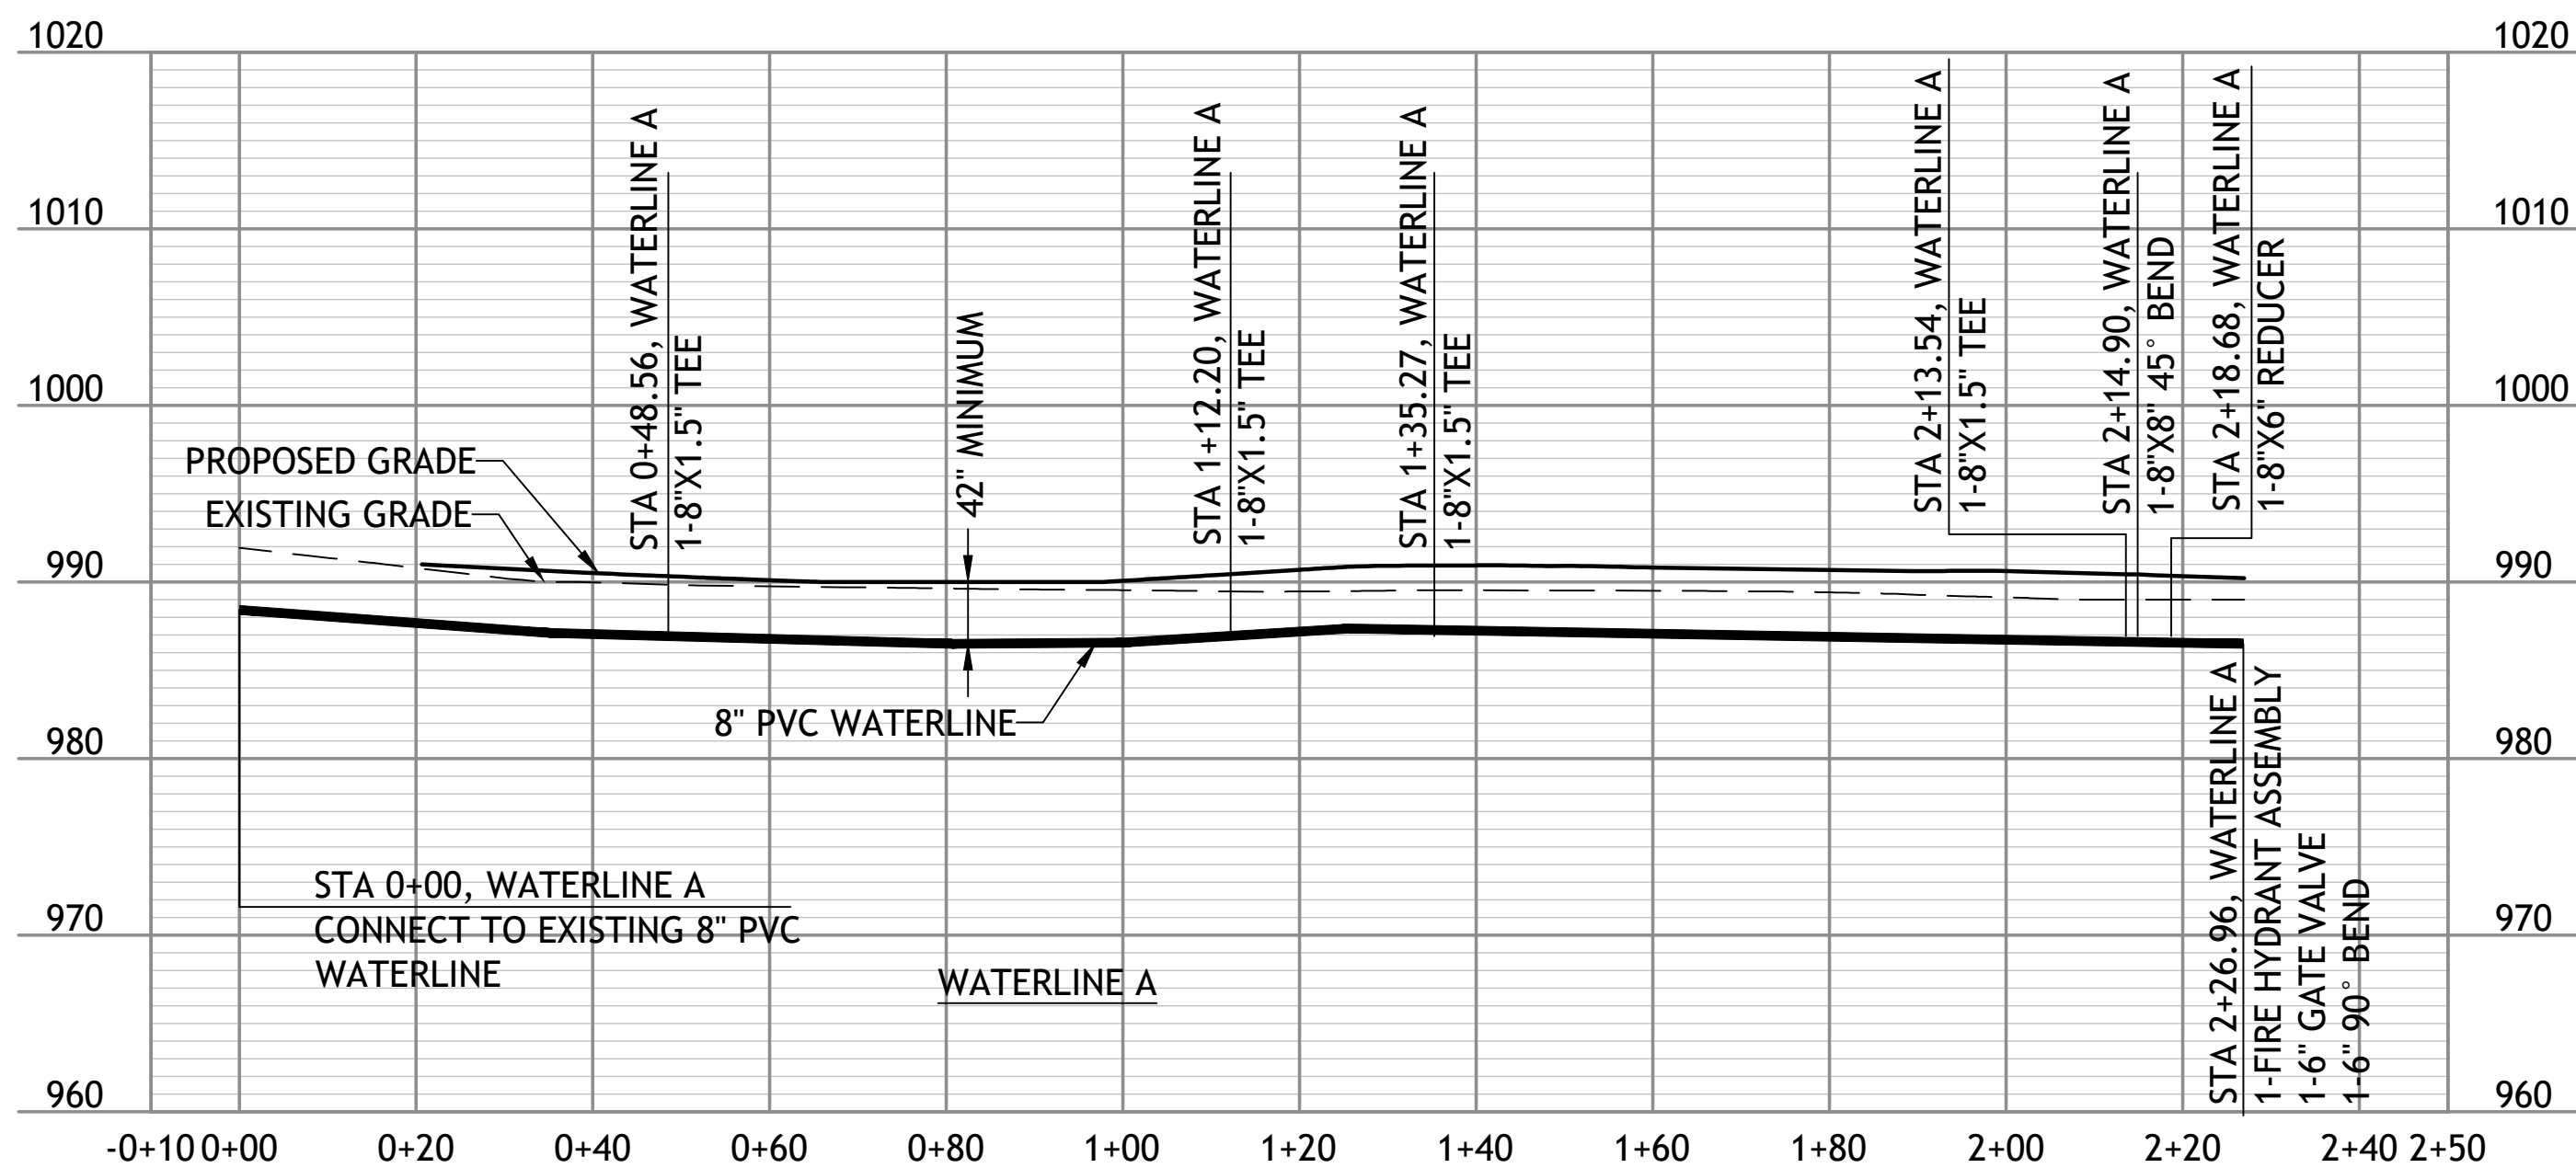 1020
1020
1010
1010
1000
1000
990
990
980
980
970
970
960
960
STA 0+48.56, WATERLINE A
1-8"X1.5" TEE
42" MINIMUM
STA 1+12.20, WATERLINE A
1-8"X1.5" TEE
STA 1+35.27, WATERLINE A
1-8"X1.5" TEE
STA 2+13.54, WATERLINE A
1-8"X1.5" TEE
STA 2+14.90, WATERLINE A
1-8"X8" 45° BEND
STA 2+18.68, WATERLINE A
1-8"X6" REDUCER
PROPOSED GRADE
EXISTING GRADE
8" PVC WATERLINE
STA 0+00, WATERLINE A
CONNECT TO EXISTING 8" PVC
WATERLINE
WATERLINE A
STA 2+26.96, WATERLINE A
1-FIRE HYDRANT ASSEMBLY
1-6" GATE VALVE
1-6" 90° BEND
-0+10 0+00 0+20 0+40 0+60 0+80 1+00 1+20 1+40 1+60 1+80 2+00 2+20 2+40 2+50